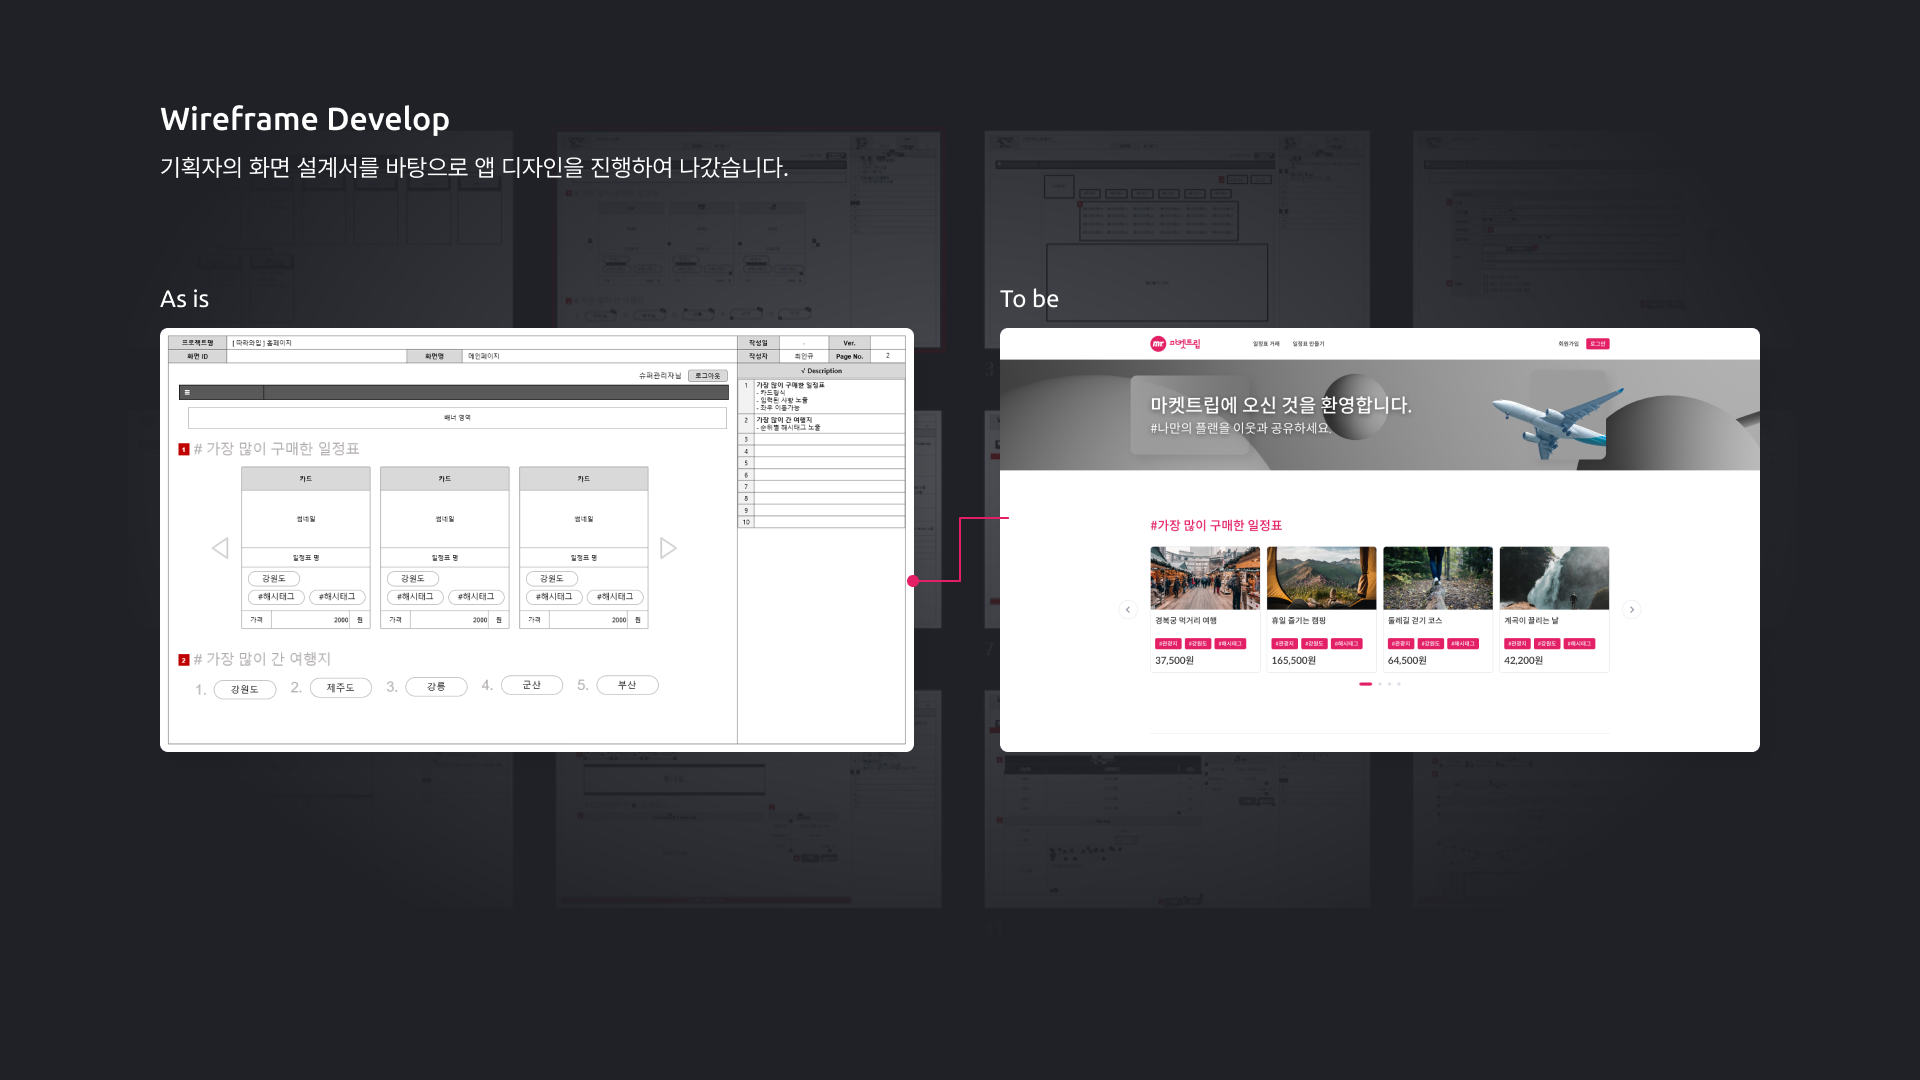 Wireframe Develop
기획자의 화면 설계서를 바탕으로 앱 디자인을 진행하여 나갔습니다.
As is
프로젝트명 [ 따라와입 ] 홈페이지 작성일 - Ver.
화면 ID 화면명 메인페이지 작성자 최인규 Page No. 2
슈퍼관리자님 로그아웃
√ Description
1 가장 많이 구매한 일정표
- 카드형식
- 입력된 사항 노출
- 좌우 이동가능
2 가장 많이 간 여행지
- 순위별 해시태그 노출
3
4
5
6
7
8
9
10
배너 영역
1 # 가장 많이 구매한 일정표
카드 카드 카드
썸네일 썸네일 썸네일
일정표 명 일정표 명 일정표 명
강원도 강원도 강원도
#해시태그 #해시태그 #해시태그 #해시태그 #해시태그 #해시태그
가격 2000 원 가격 2000 원 가격 2000 원
2 # 가장 많이 간 여행지
1. 강원도 2. 제주도 3. 강릉 4. 군산 5. 부산
To be
mr 마켓트립 일정표 거래 일정표 만들기 회원가입 로그인
마켓트립에 오신 것을 환영합니다.
#나만의 플랜을 이웃과 공유하세요.
#가장 많이 구매한 일정표
경복궁 먹거리 여행 휴일 즐기는 캠핑 둘레길 걷기 코스 계곡이 끌리는 날
#관광지 #강원도 #해시태그 #관광지 #강원도 #해시태그 #관광지 #강원도 #해시태그 #관광지 #강원도 #해시태그
37,500원 165,500원 64,500원 42,200원